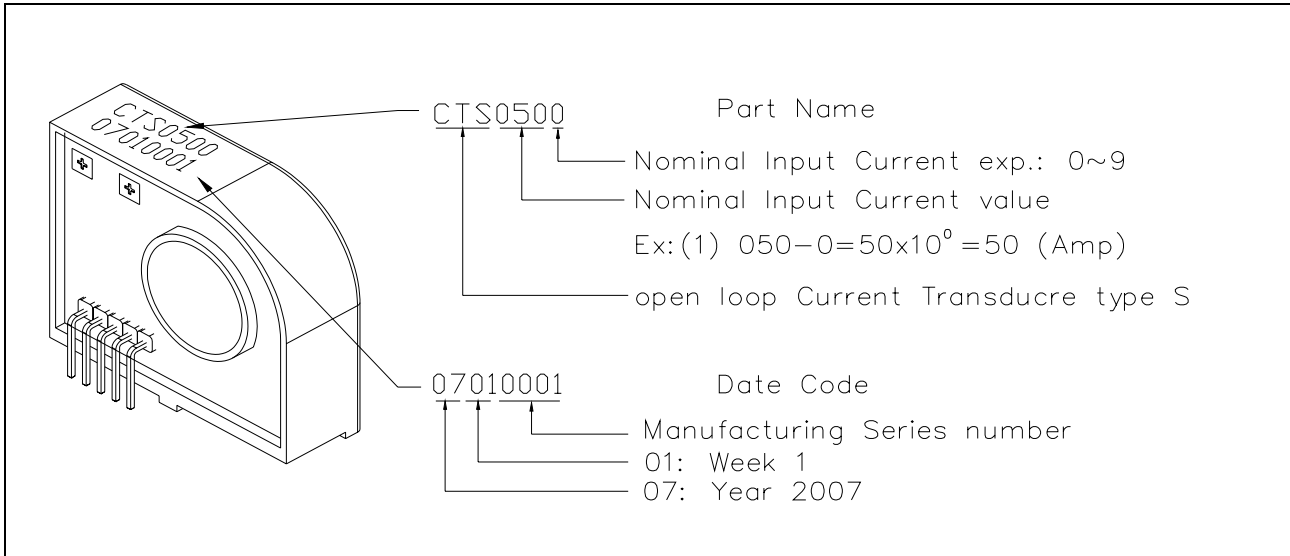 CTS0500
07010001
CTS0500 Part Name
Nominal Input Current exp.: 0~9
Nominal Input Current value
Ex:(1) 050-0=50x10⁰=50 (Amp)
open loop Current Transducre type S
07010001 Date Code
Manufacturing Series number
01: Week 1
07: Year 2007